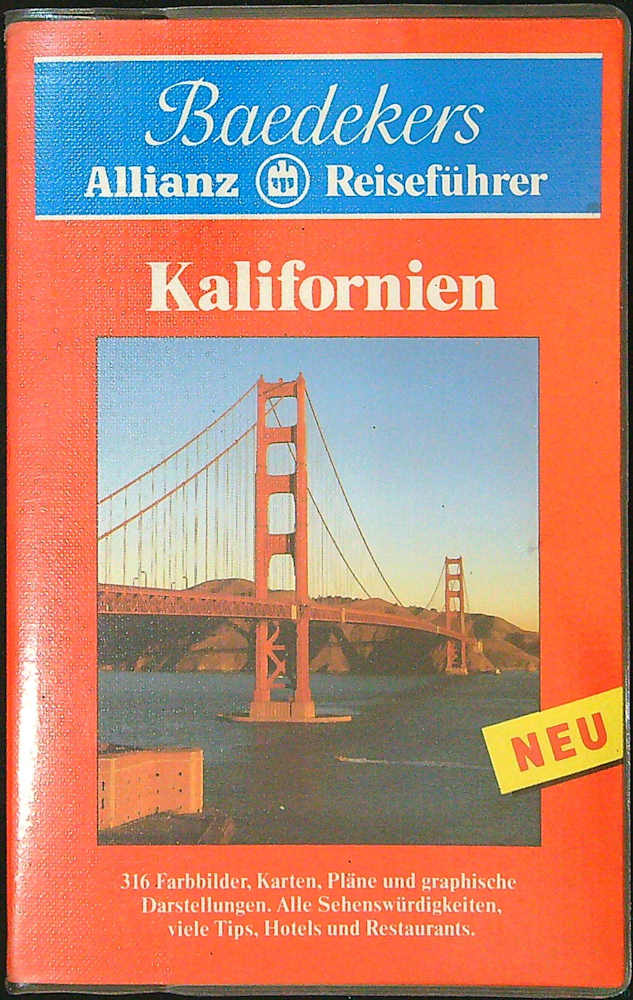 Baedekers
Allianz Reiseführer
Kalifornien
NEU
316 Farbbilder, Karten, Pläne und graphische
Darstellungen. Alle Sehenswürdigkeiten,
viele Tips, Hotels und Restaurants.